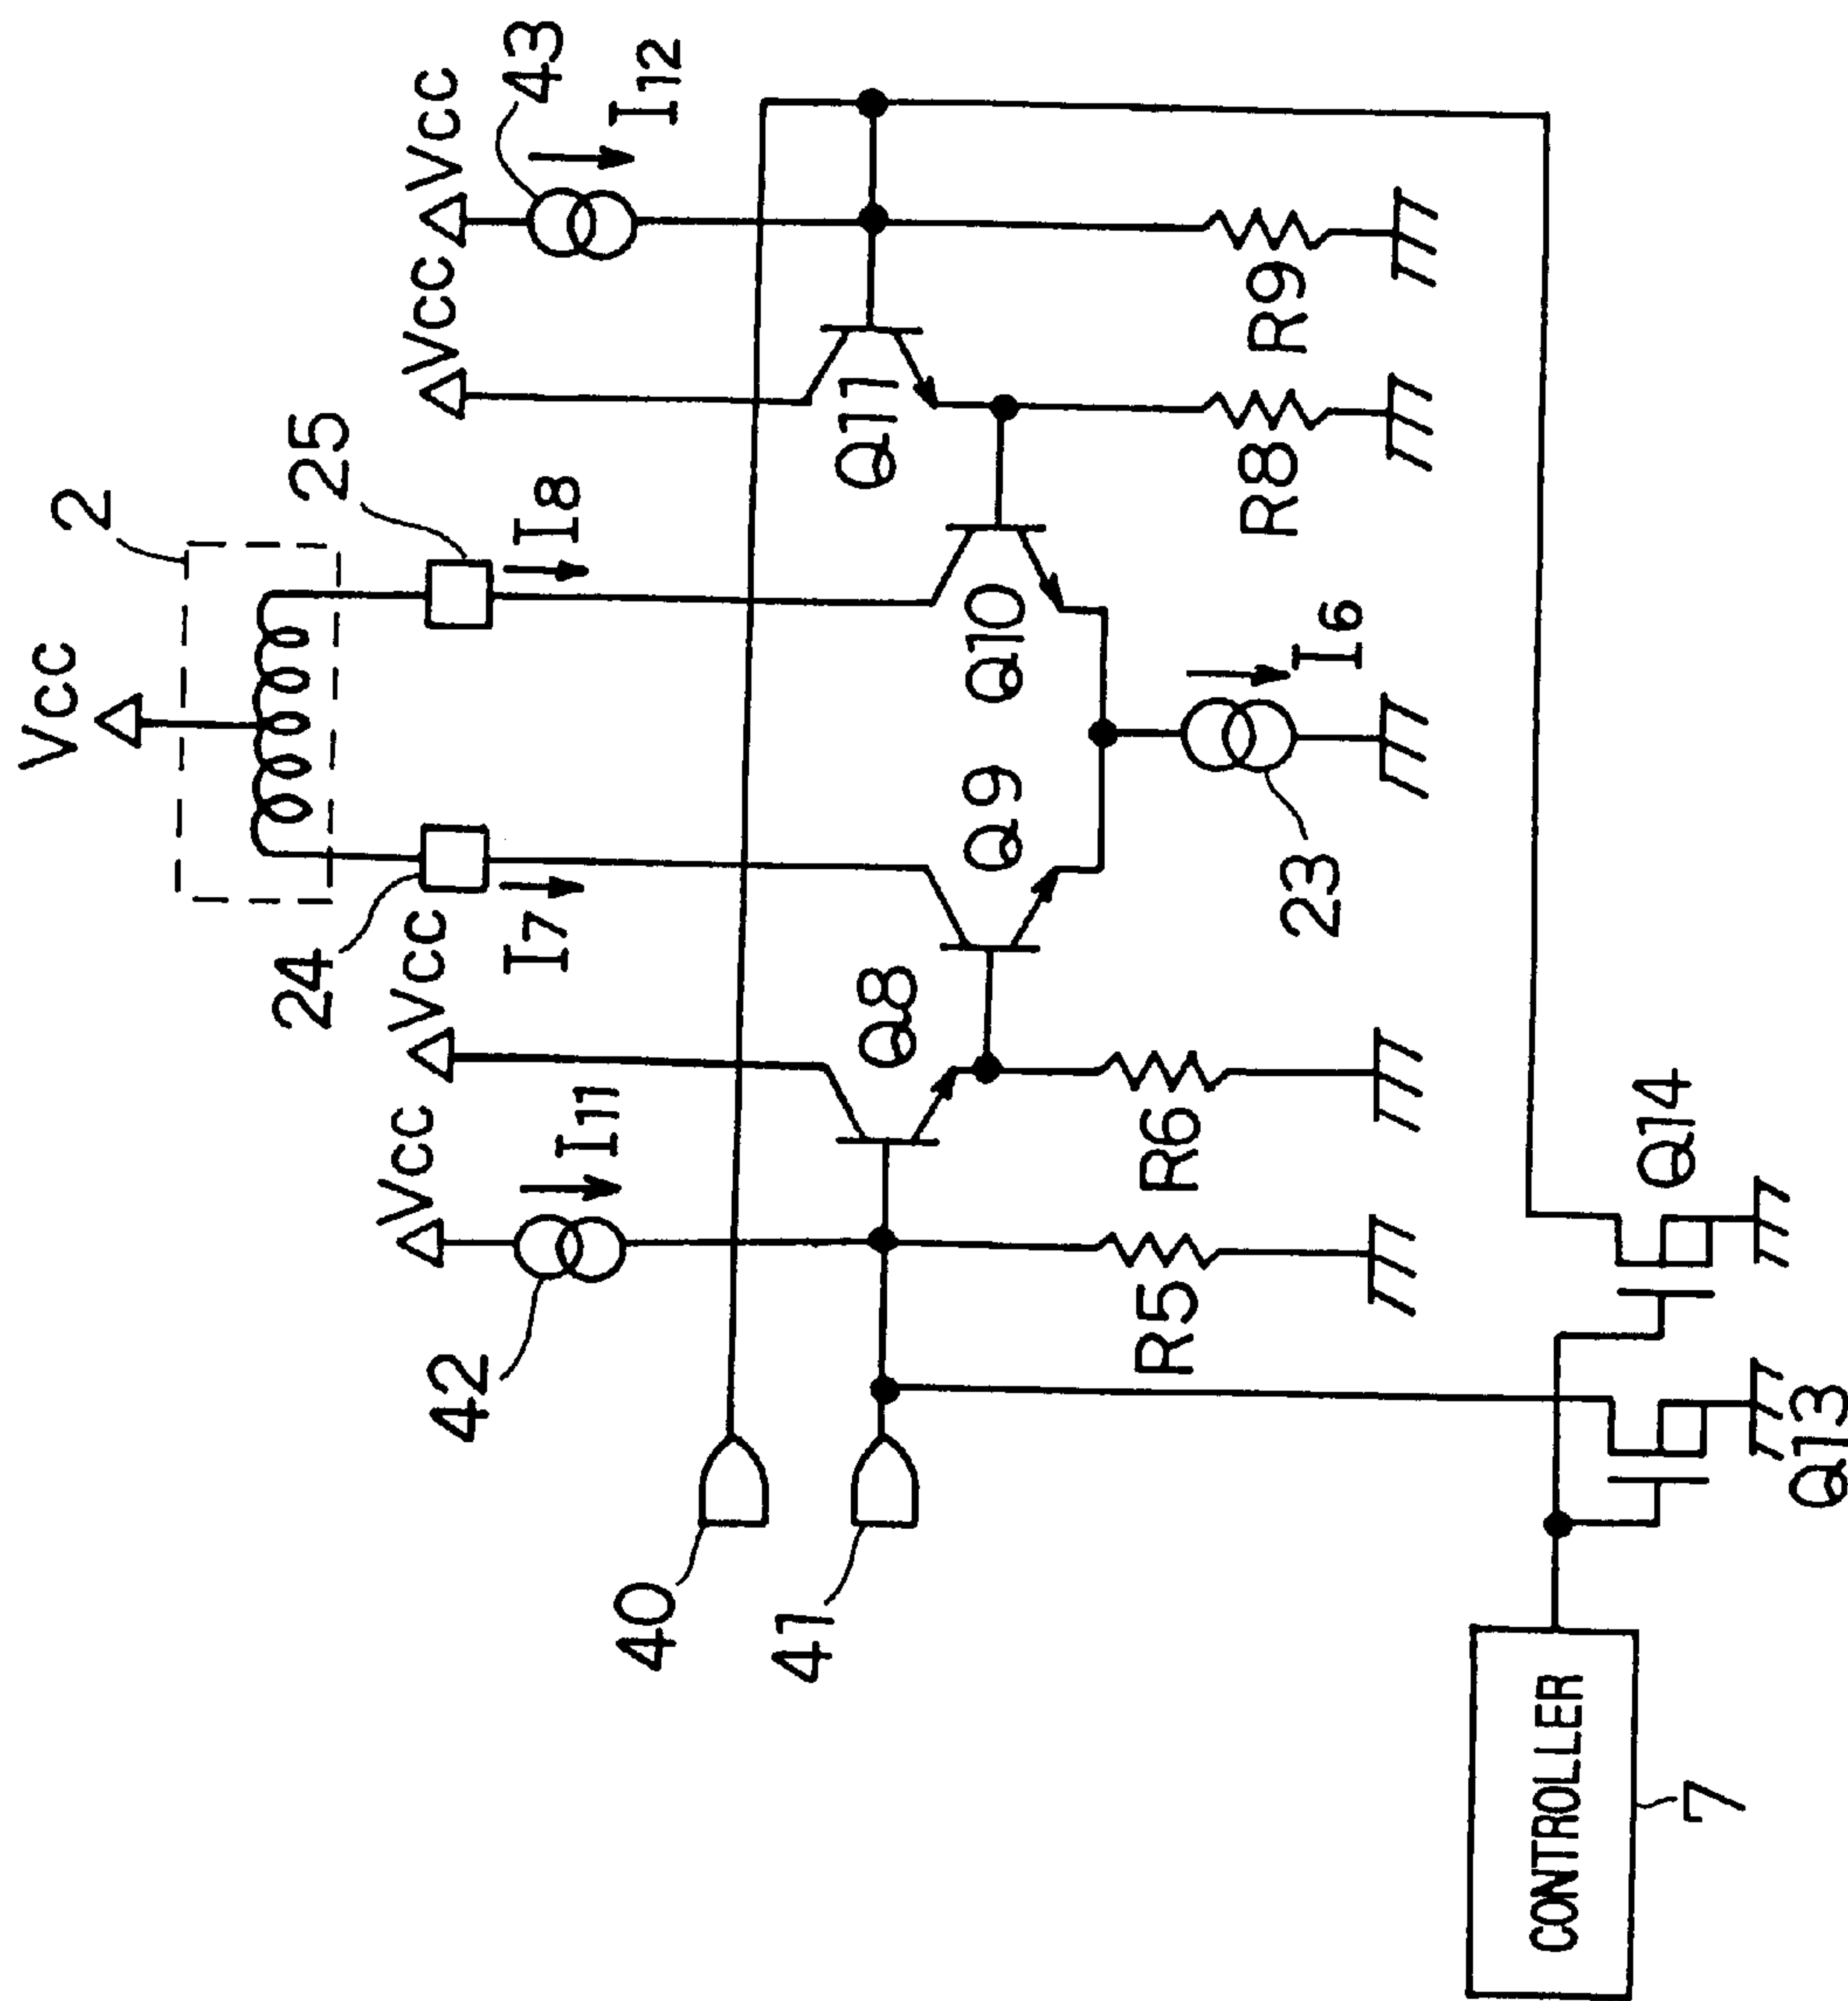 Vcc
2
25
24
I8
I7
Vcc
Vcc
43
I12
Vcc
Vcc
42
I11
40
41
Q11
Q8
Q10
Q9
R9
R8
R6
R5
I6
23
CONTROLLER
7
Q14
Q13